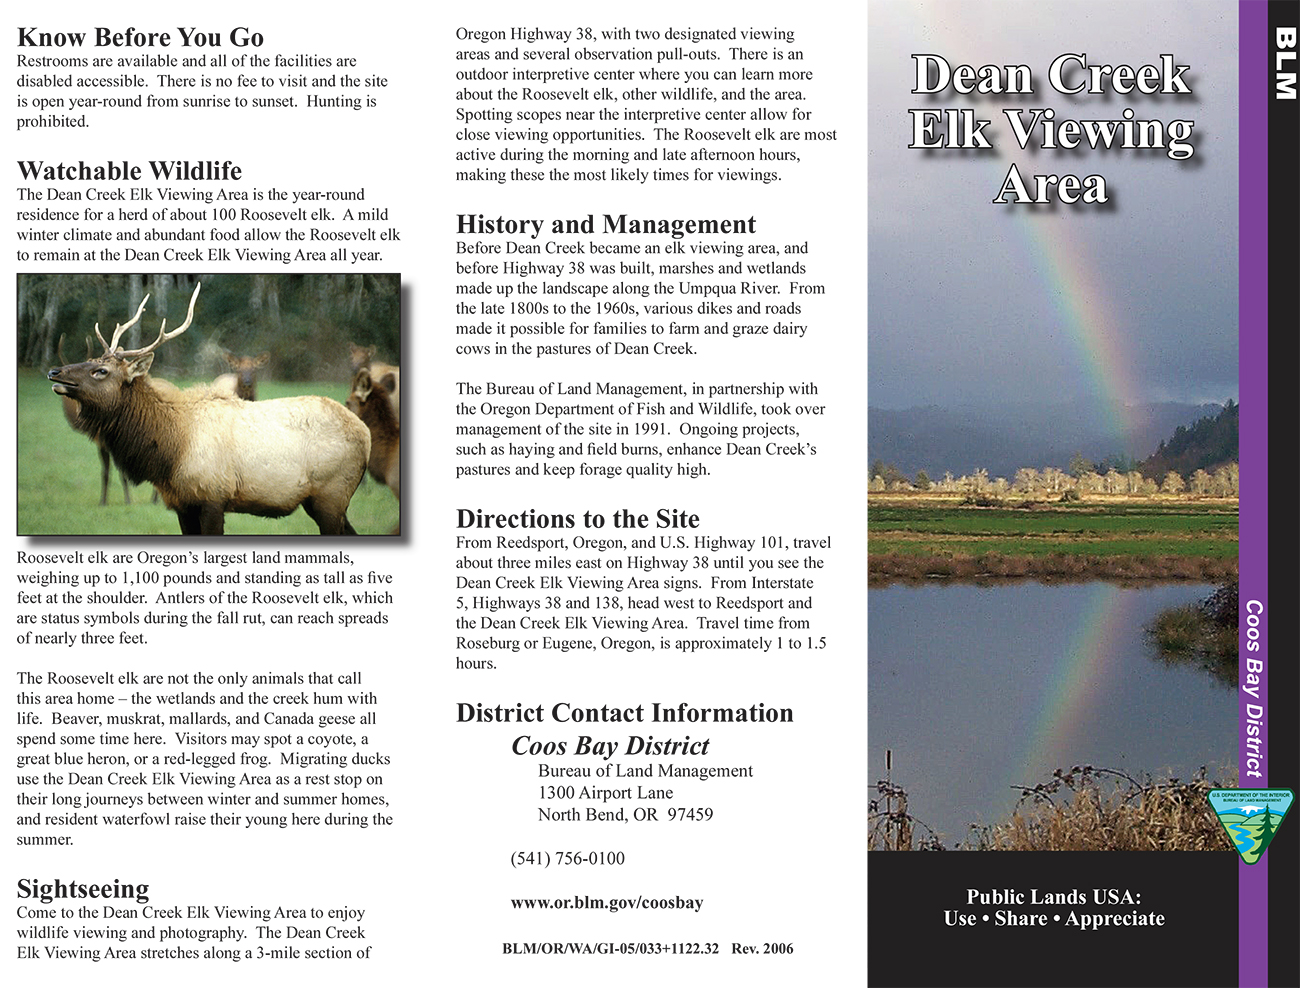 Know Before You Go
Restrooms are available and all of the facilities are
disabled accessible.  There is no fee to visit and the site
is open year-round from sunrise to sunset.  Hunting is
prohibited.
Watchable Wildlife
The Dean Creek Elk Viewing Area is the year-round
residence for a herd of about 100 Roosevelt elk.  A mild
winter climate and abundant food allow the Roosevelt elk
to remain at the Dean Creek Elk Viewing Area all year.
Roosevelt elk are Oregon's largest land mammals,
weighing up to 1,100 pounds and standing as tall as five
feet at the shoulder.  Antlers of the Roosevelt elk, which
are status symbols during the fall rut, can reach spreads
of nearly three feet.
The Roosevelt elk are not the only animals that call
this area home – the wetlands and the creek hum with
life.  Beaver, muskrat, mallards, and Canada geese all
spend some time here.  Visitors may spot a coyote, a
great blue heron, or a red-legged frog.  Migrating ducks
use the Dean Creek Elk Viewing Area as a rest stop on
their long journeys between winter and summer homes,
and resident waterfowl raise their young here during the
summer.
Sightseeing
Come to the Dean Creek Elk Viewing Area to enjoy
wildlife viewing and photography.  The Dean Creek
Elk Viewing Area stretches along a 3-mile section of
Oregon Highway 38, with two designated viewing
areas and several observation pull-outs.  There is an
outdoor interpretive center where you can learn more
about the Roosevelt elk, other wildlife, and the area.
Spotting scopes near the interpretive center allow for
close viewing opportunities.  The Roosevelt elk are most
active during the morning and late afternoon hours,
making these the most likely times for viewings.
History and Management
Before Dean Creek became an elk viewing area, and
before Highway 38 was built, marshes and wetlands
made up the landscape along the Umpqua River.  From
the late 1800s to the 1960s, various dikes and roads
made it possible for families to farm and graze dairy
cows in the pastures of Dean Creek.
The Bureau of Land Management, in partnership with
the Oregon Department of Fish and Wildlife, took over
management of the site in 1991.  Ongoing projects,
such as haying and field burns, enhance Dean Creek's
pastures and keep forage quality high.
Directions to the Site
From Reedsport, Oregon, and U.S. Highway 101, travel
about three miles east on Highway 38 until you see the
Dean Creek Elk Viewing Area signs.  From Interstate
5, Highways 38 and 138, head west to Reedsport and
the Dean Creek Elk Viewing Area.  Travel time from
Roseburg or Eugene, Oregon, is approximately 1 to 1.5
hours.
District Contact Information
Coos Bay District
Bureau of Land Management
1300 Airport Lane
North Bend, OR  97459
(541) 756-0100
www.or.blm.gov/coosbay
BLM/OR/WA/GI-05/033+1122.32   Rev. 2006
Dean Creek
Elk Viewing
Area
BLM
Coos Bay District
U.S. DEPARTMENT OF THE INTERIOR
BUREAU OF LAND MANAGEMENT
Public Lands USA:
Use • Share • Appreciate